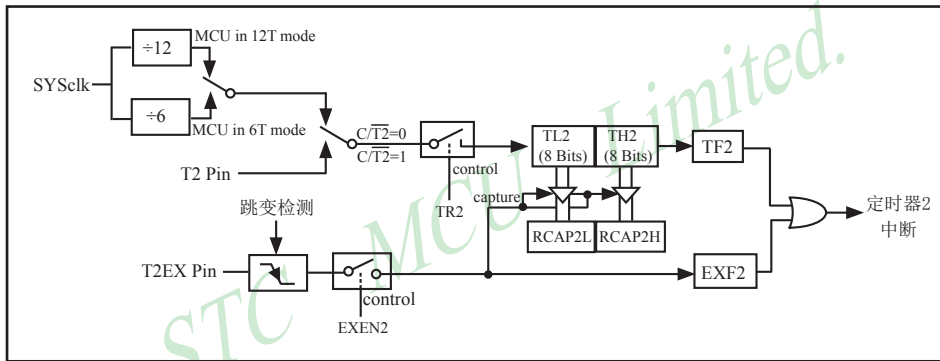 ÷12
MCU in 12T mode
SYSclk
÷6
MCU in 6T mode
C/T2=0
C/T2=1
T2 Pin
control
TR2
TL2
(8 Bits)
TH2
(8 Bits)
TF2
capture
RCAP2L
RCAP2H
定时器2
中断
跳变检测
T2EX Pin
control
EXEN2
EXF2
STC MCU Limited.